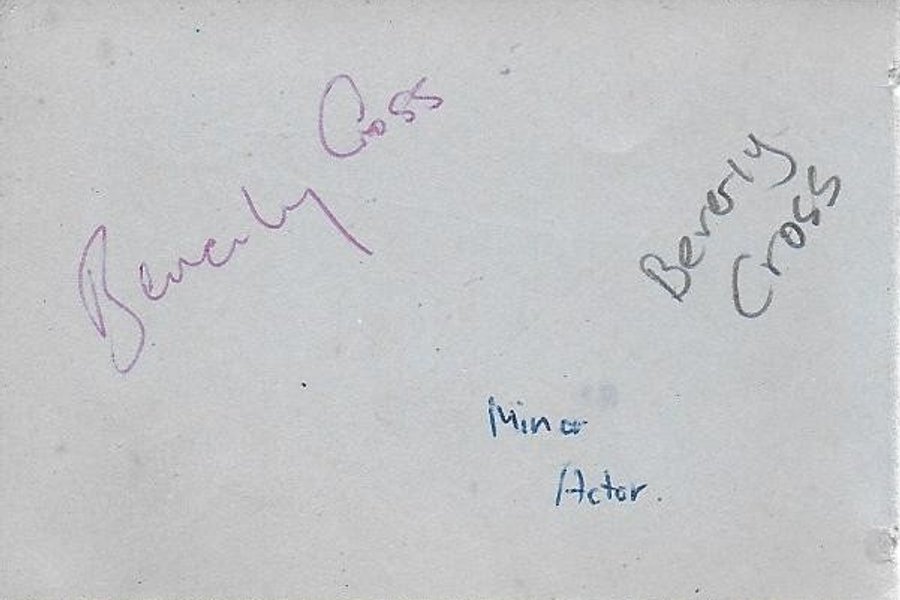 Beverly Cross
Beverly
Cross
Minor
Actor.